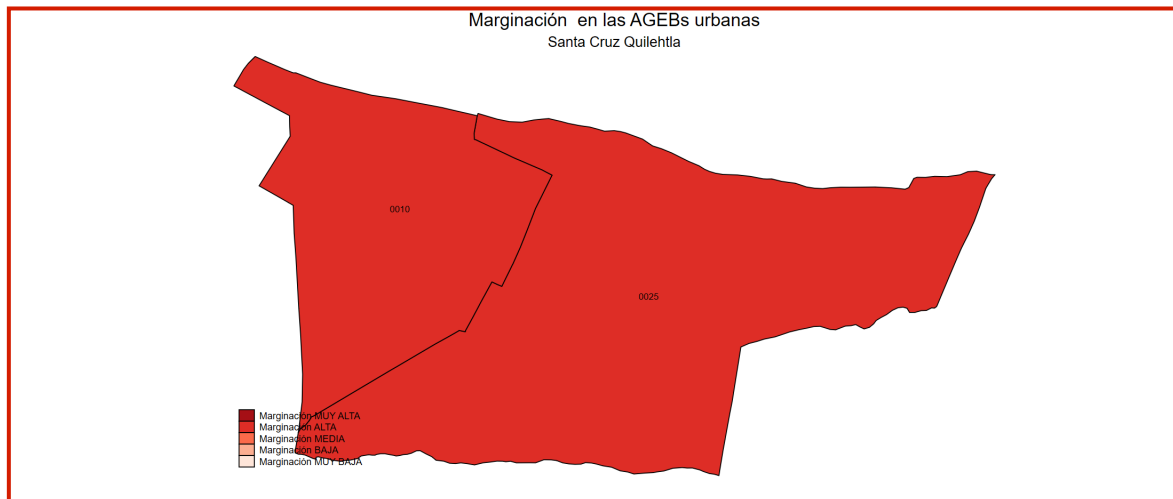 Marginación  en las AGEBs urbanas
Santa Cruz Quilehtla
0010
0025
Marginación MUY ALTA
Marginación ALTA
Marginación MEDIA
Marginación BAJA
Marginación MUY BAJA